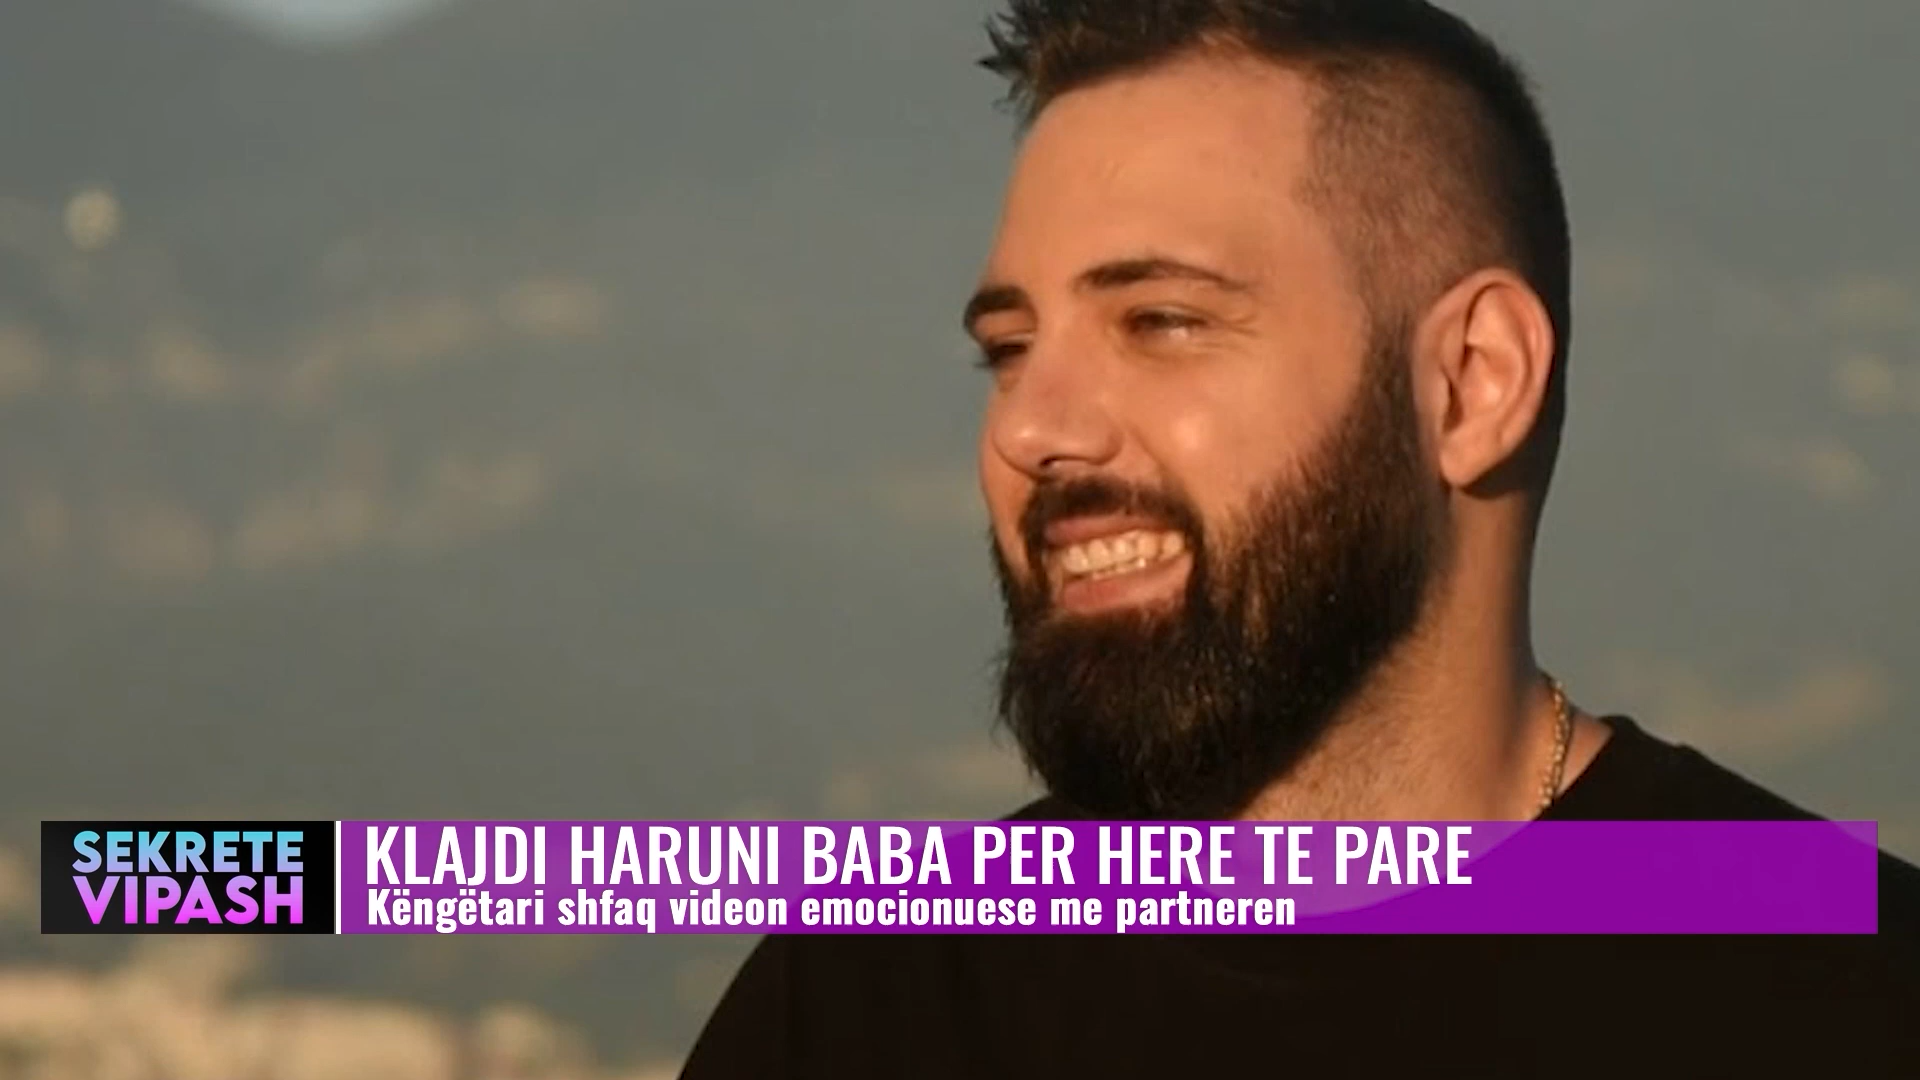 SEKRETE
VIPASH
KLAJDI HARUNI BABA PER HERE TE PARE
Këngëtari shfaq videon emocionuese me partneren